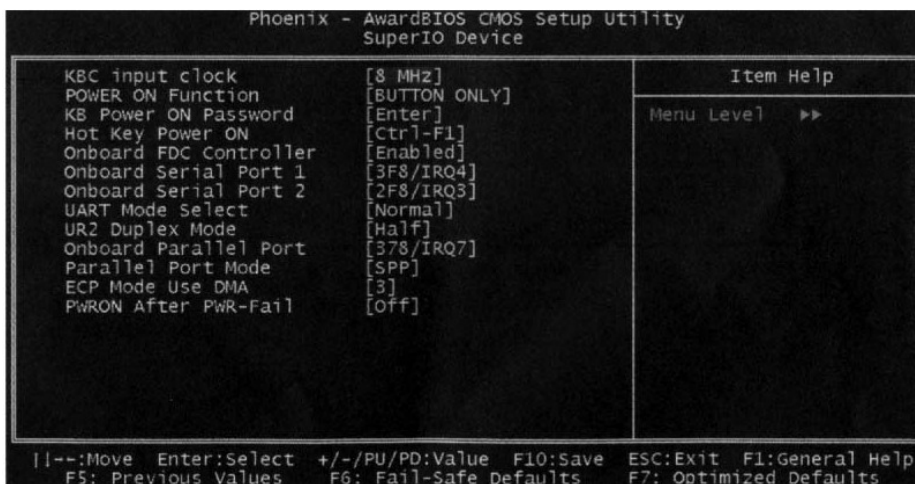 Phoenix - AwardBIOS CMOS Setup Utility
SuperIO Device
KBC input clock [8 MHz]
POWER ON Function [BUTTON ONLY]
KB Power ON Password [Enter]
Hot Key Power ON [Ctrl-F1]
Onboard FDC Controller [Enabled]
Onboard Serial Port 1 [3F8/IRQ4]
Onboard Serial Port 2 [2F8/IRQ3]
UART Mode Select [Normal]
UR2 Duplex Mode [Half]
Onboard Parallel Port [378/IRQ7]
Parallel Port Mode [SPP]
ECP Mode Use DMA [3]
PWRON After PWR-Fail [Off]
Item Help
Menu Level ▶▶
||--:Move Enter:Select +/-/PU/PD:Value F10:Save ESC:Exit F1:General Help
F5: Previous Values F6: Fail-Safe Defaults F7: Optimized Defaults